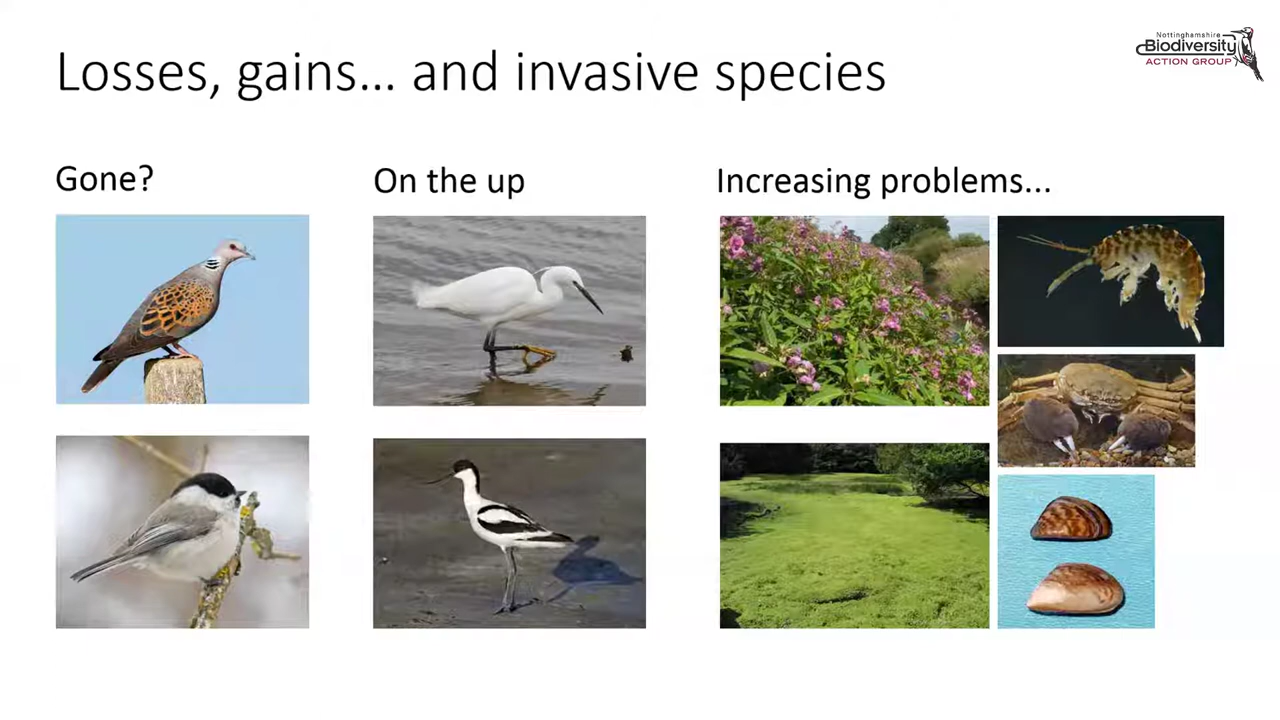 Losses, gains... and invasive species
Nottinghamshire
Biodiversity
ACTION GROUP
Gone?
On the up
Increasing problems...